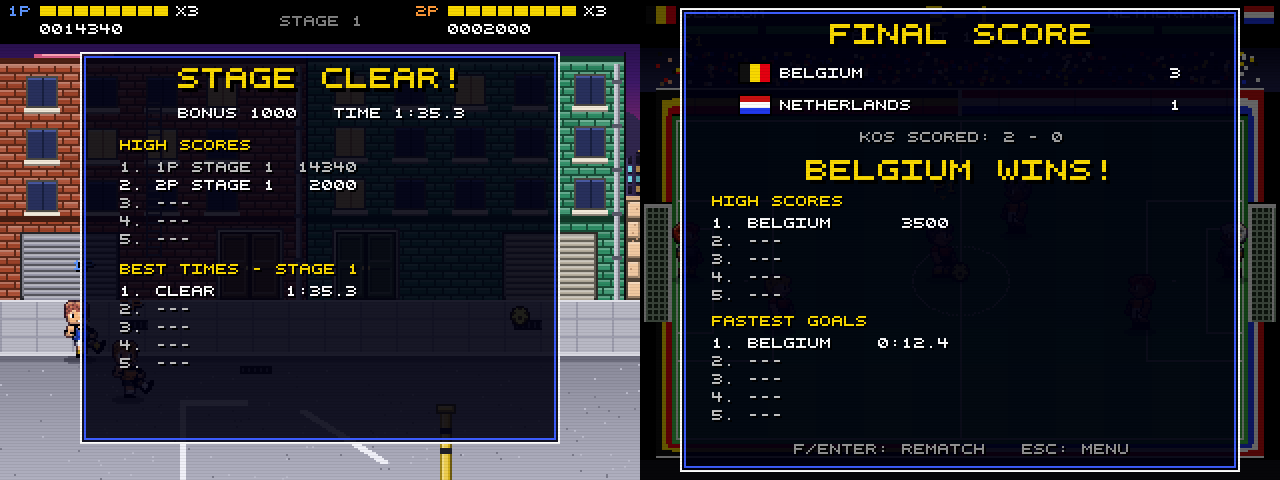 1P X3
0014340
STAGE 1
2P X3
0002000
STAGE CLEAR!
BONUS 1000 TIME 1:35.3
HIGH SCORES
1. 1P STAGE 1 14340
2. 2P STAGE 1 2000
3. ---
4. ---
5. ---
BEST TIMES - STAGE 1
1. CLEAR 1:35.3
2. ---
3. ---
4. ---
5. ---
FINAL SCORE
BELGIUM 3
NETHERLANDS 1
KOS SCORED: 2 - 0
BELGIUM WINS!
HIGH SCORES
1. BELGIUM 3500
2. ---
3. ---
4. ---
5. ---
FASTEST GOALS
1. BELGIUM 0:12.4
2. ---
3. ---
4. ---
5. ---
F/ENTER: REMATCH ESC: MENU